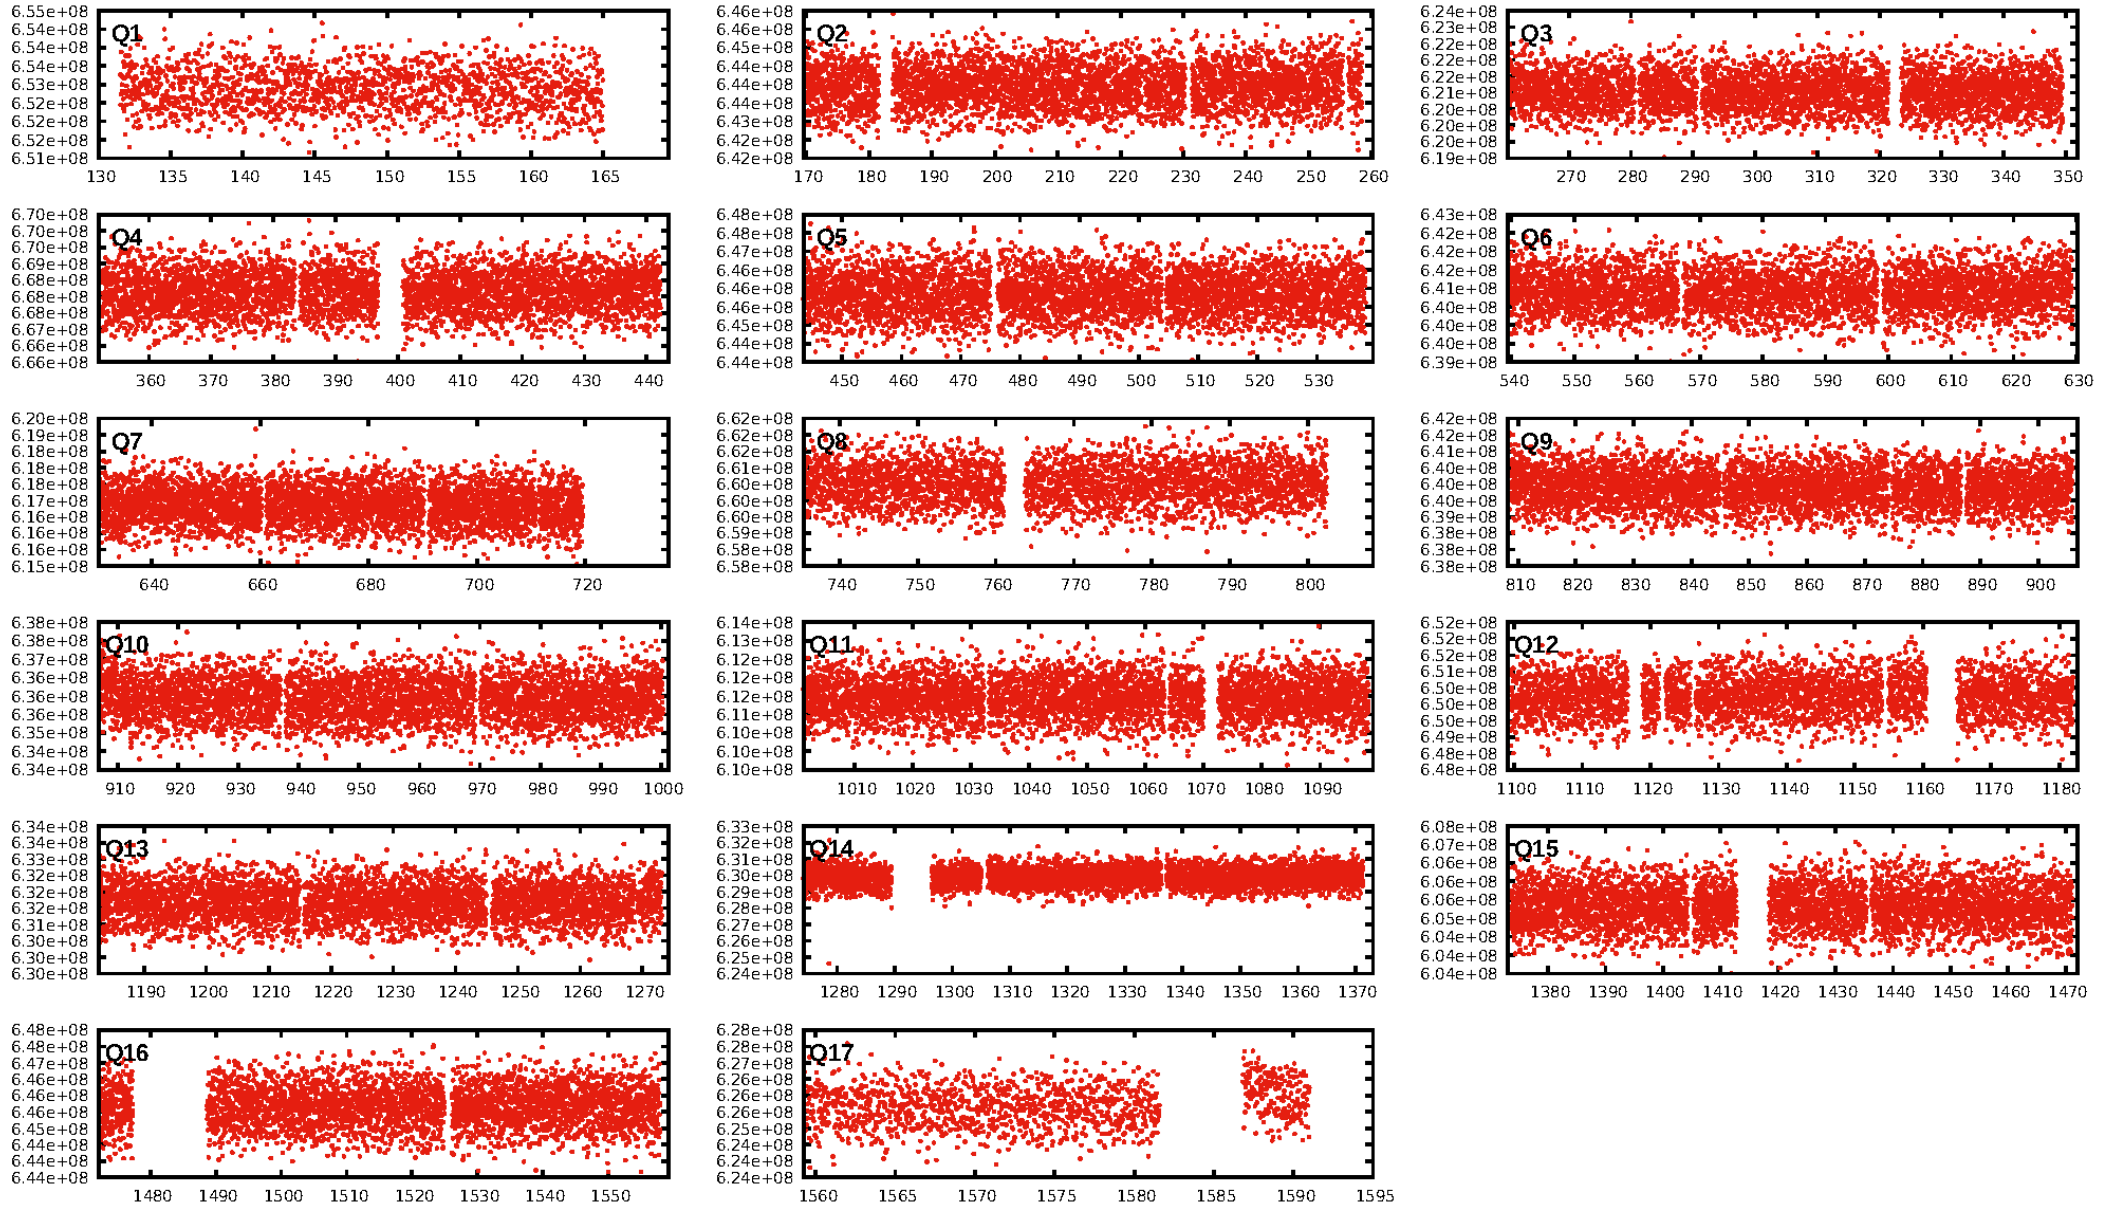 Q1
6.55e+08
6.54e+08
6.54e+08
6.53e+08
6.53e+08
6.52e+08
6.52e+08
6.52e+08
6.51e+08
130 135 140 145 150 155 160 165
Q2
6.46e+08
6.46e+08
6.45e+08
6.44e+08
6.44e+08
6.44e+08
6.43e+08
6.42e+08
6.42e+08
170 180 190 200 210 220 230 240 250 260
Q3
6.24e+08
6.23e+08
6.22e+08
6.22e+08
6.21e+08
6.21e+08
6.20e+08
6.20e+08
6.20e+08
6.19e+08
270 280 290 300 310 320 330 340 350
Q4
6.70e+08
6.70e+08
6.70e+08
6.69e+08
6.68e+08
6.68e+08
6.68e+08
6.67e+08
6.66e+08
6.66e+08
360 370 380 390 400 410 420 430 440
Q5
6.48e+08
6.48e+08
6.47e+08
6.46e+08
6.46e+08
6.46e+08
6.45e+08
6.44e+08
6.44e+08
450 460 470 480 490 500 510 520 530
Q6
6.43e+08
6.42e+08
6.42e+08
6.42e+08
6.41e+08
6.40e+08
6.40e+08
6.40e+08
6.39e+08
540 550 560 570 580 590 600 610 620 630
Q7
6.20e+08
6.19e+08
6.18e+08
6.18e+08
6.18e+08
6.17e+08
6.16e+08
6.16e+08
6.16e+08
6.15e+08
640 660 680 700 720
Q8
6.62e+08
6.62e+08
6.62e+08
6.61e+08
6.60e+08
6.60e+08
6.60e+08
6.59e+08
6.58e+08
6.58e+08
740 750 760 770 780 790 800
Q9
6.42e+08
6.42e+08
6.41e+08
6.40e+08
6.40e+08
6.40e+08
6.39e+08
6.38e+08
6.38e+08
6.38e+08
810 820 830 840 850 860 870 880 890 900
Q10
6.38e+08
6.38e+08
6.37e+08
6.36e+08
6.36e+08
6.36e+08
6.35e+08
6.34e+08
6.34e+08
910 920 930 940 950 960 970 980 990 1000
Q11
6.14e+08
6.13e+08
6.12e+08
6.12e+08
6.12e+08
6.11e+08
6.10e+08
6.10e+08
6.10e+08
1010 1020 1030 1040 1050 1060 1070 1080 1090
Q12
6.52e+08
6.52e+08
6.52e+08
6.51e+08
6.50e+08
6.50e+08
6.50e+08
6.49e+08
6.48e+08
6.48e+08
1100 1110 1120 1130 1140 1150 1160 1170 1180
Q13
6.34e+08
6.34e+08
6.33e+08
6.32e+08
6.32e+08
6.32e+08
6.31e+08
6.30e+08
6.30e+08
6.30e+08
1190 1200 1210 1220 1230 1240 1250 1260 1270
Q14
6.33e+08
6.32e+08
6.31e+08
6.30e+08
6.29e+08
6.28e+08
6.27e+08
6.26e+08
6.25e+08
6.24e+08
1280 1290 1300 1310 1320 1330 1340 1350 1360 1370
Q15
6.08e+08
6.07e+08
6.06e+08
6.06e+08
6.06e+08
6.05e+08
6.04e+08
6.04e+08
6.04e+08
1380 1390 1400 1410 1420 1430 1440 1450 1460 1470
Q16
6.48e+08
6.48e+08
6.47e+08
6.46e+08
6.46e+08
6.46e+08
6.45e+08
6.44e+08
6.44e+08
6.44e+08
1480 1490 1500 1510 1520 1530 1540 1550
Q17
6.28e+08
6.28e+08
6.27e+08
6.26e+08
6.26e+08
6.26e+08
6.25e+08
6.24e+08
6.24e+08
6.24e+08
1560 1565 1570 1575 1580 1585 1590 1595